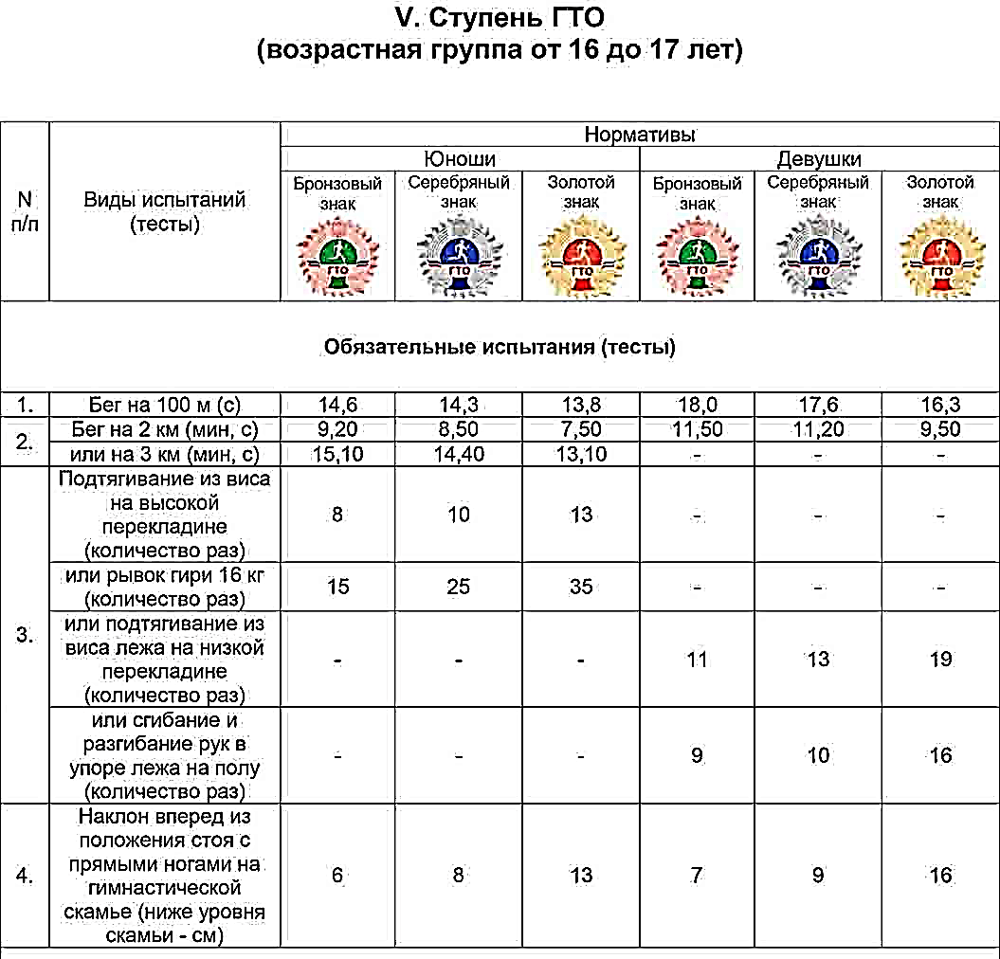 V. Ступень ГТО
(возрастная группа от 16 до 17 лет)
N п/п
Виды испытаний (тесты)
Нормативы
Юноши Девушки
Бронзовый знак Серебряный знак Золотой знак Бронзовый знак Серебряный знак Золотой знак
ГТО ГТО ГТО ГТО ГТО ГТО
Обязательные испытания (тесты)
1. Бег на 100 м (с) 14,6 14,3 13,8 18,0 17,6 16,3
2. Бег на 2 км (мин, с) 9,20 8,50 7,50 11,50 11,20 9,50
или на 3 км (мин, с) 15,10 14,40 13,10 - - -
3.
Подтягивание из виса
на высокой
перекладине
(количество раз)
8 10 13 - - -
или рывок гири 16 кг
(количество раз)
15 25 35 - - -
или подтягивание из
виса лежа на низкой
перекладине
(количество раз)
- - - 11 13 19
или сгибание и
разгибание рук в
упоре лежа на полу
(количество раз)
- - - 9 10 16
4.
Наклон вперед из
положения стоя с
прямыми ногами на
гимнастической
скамье (ниже уровня
скамьи - см)
6 8 13 7 9 16